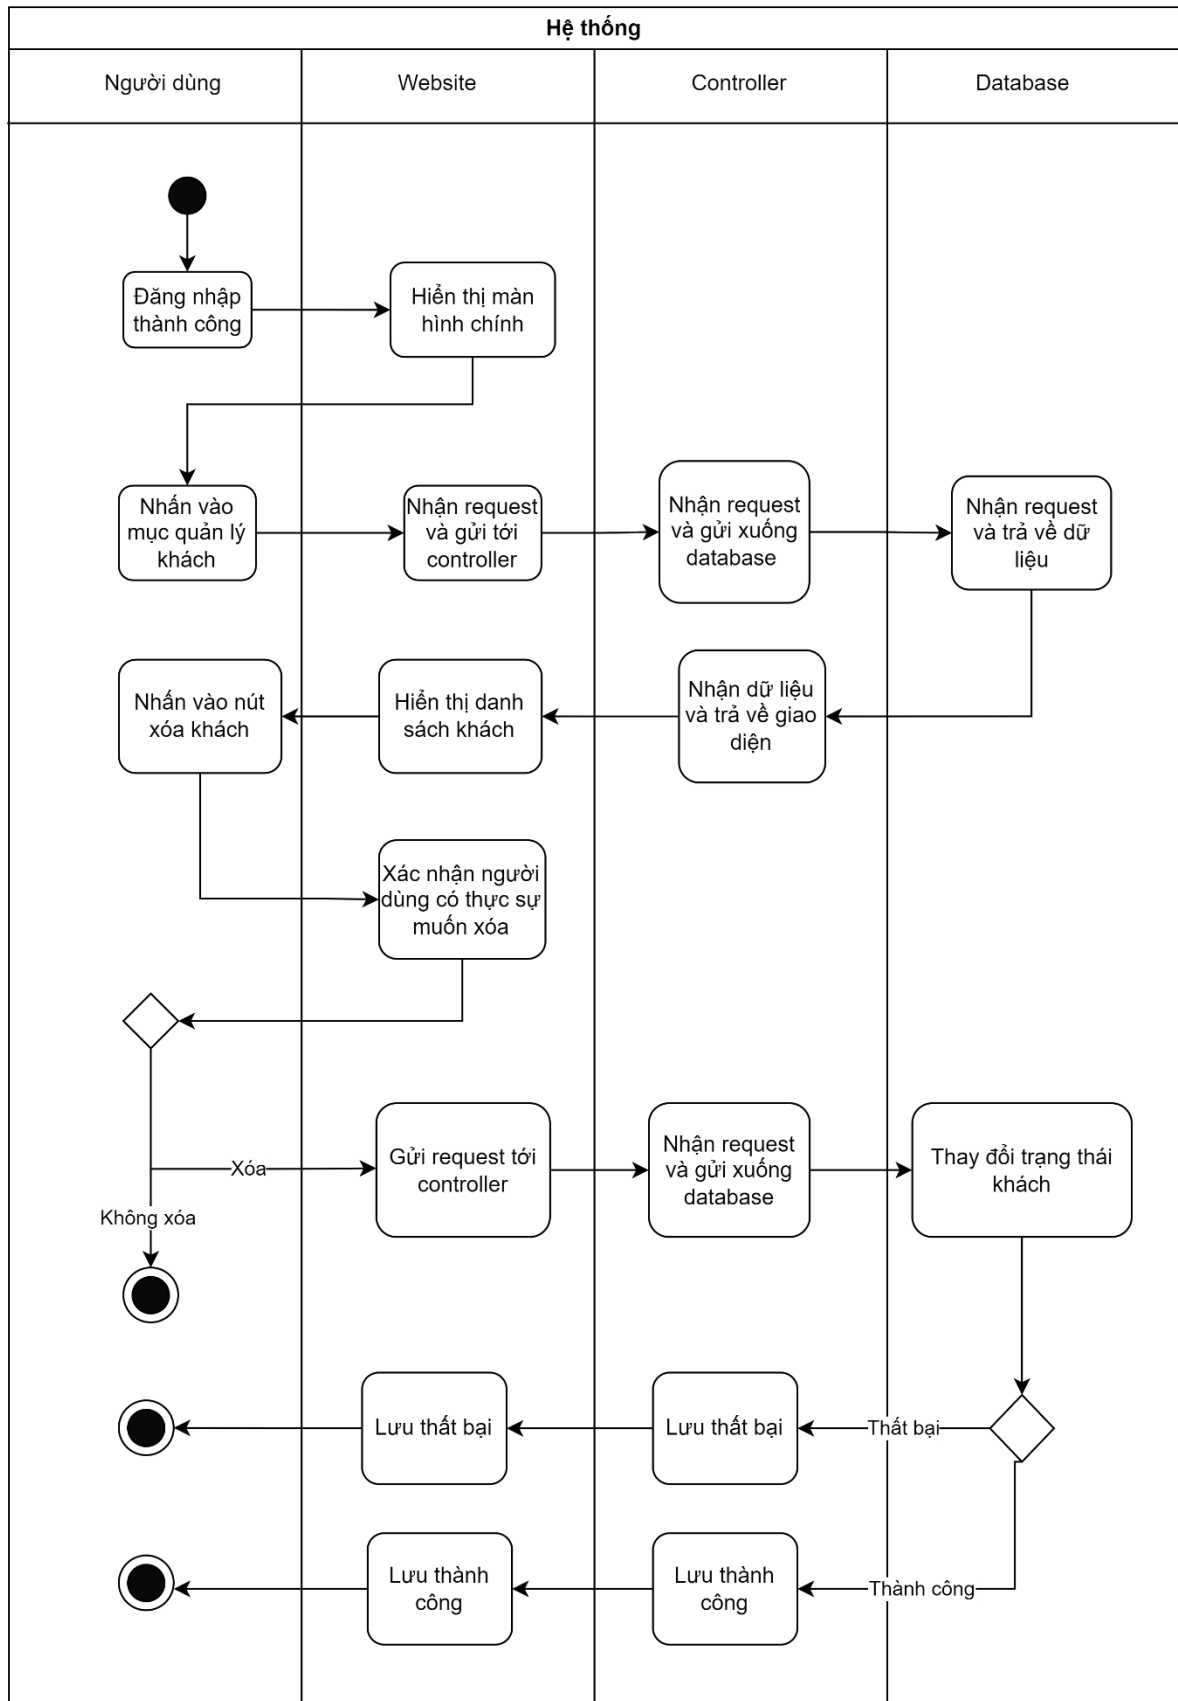 Hệ thống
Người dùng
Website
Controller
Database
Đăng nhập
thành công
Hiển thị màn
hình chính
Nhấn vào
mục quản lý
khách
Nhận request
và gửi tới
controller
Nhận request
và gửi xuống
database
Nhận request
và trả về dữ
liệu
Nhấn vào nút
xóa khách
Hiển thị danh
sách khách
Nhận dữ liệu
và trả về giao
diện
Xác nhận người
dùng có thực sự
muốn xóa
Xóa
Gửi request tới
controller
Nhận request
và gửi xuống
database
Thay đổi trạng thái
khách
Không xóa
Lưu thất bại
Lưu thất bại
Thất bại
Lưu thành
công
Lưu thành
công
Thành công